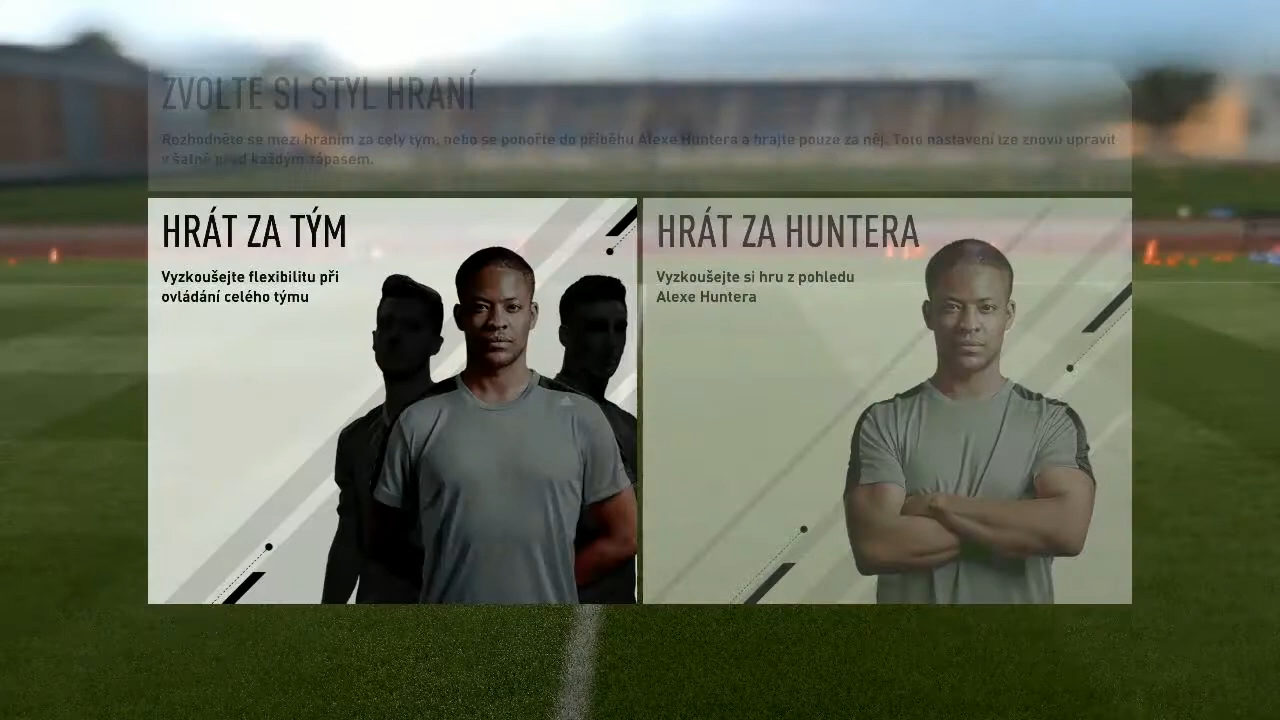 ZVOLTE SI STYL HRANÍ
Rozhodněte se mezi hraním za celý tým, nebo se ponořte do příběhu Alexe Huntera a hrajte pouze za něj. Toto nastavení lze znovu upravit
v šatně před každým zápasem.
HRÁT ZA TÝM
Vyzkoušejte flexibilitu při
ovládání celého týmu
HRÁT ZA HUNTERA
Vyzkoušejte si hru z pohledu
Alexe Huntera